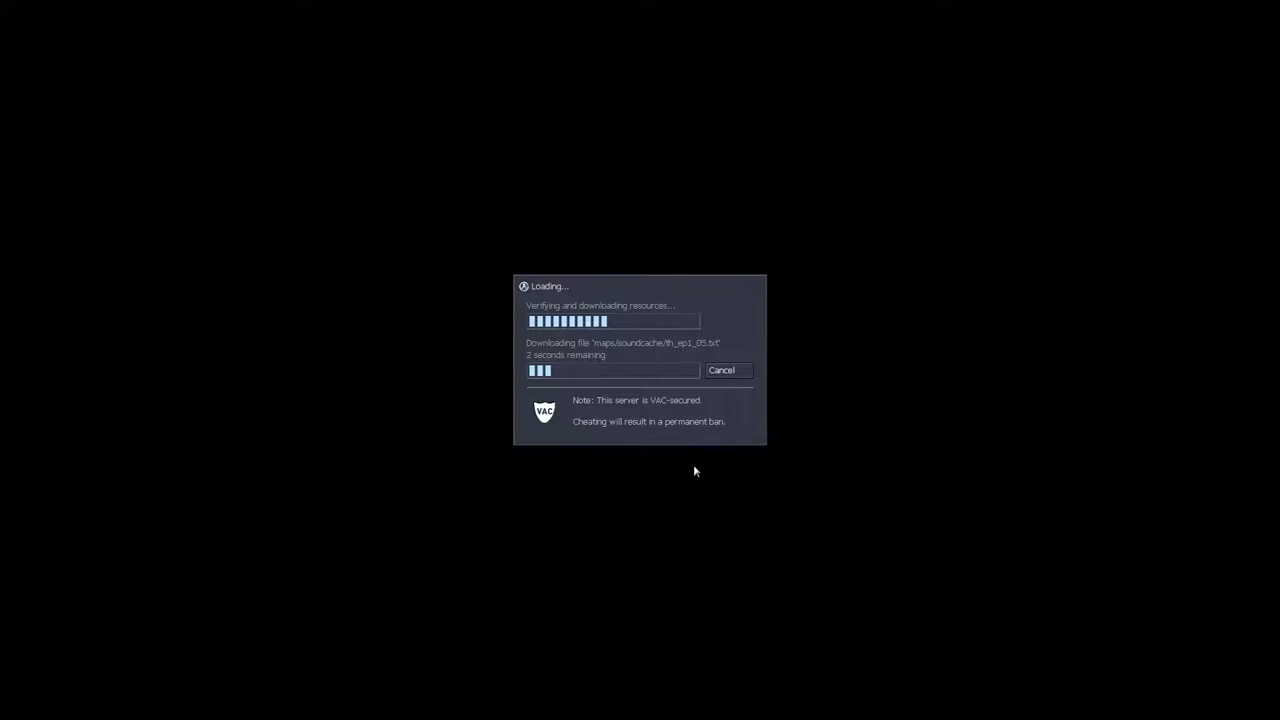 Loading...
Verifying and downloading resources...
Downloading file 'maps/soundcache/th_ep1_05.txt'
2 seconds remaining
Cancel
VAC
Note: This server is VAC-secured.
Cheating will result in a permanent ban.